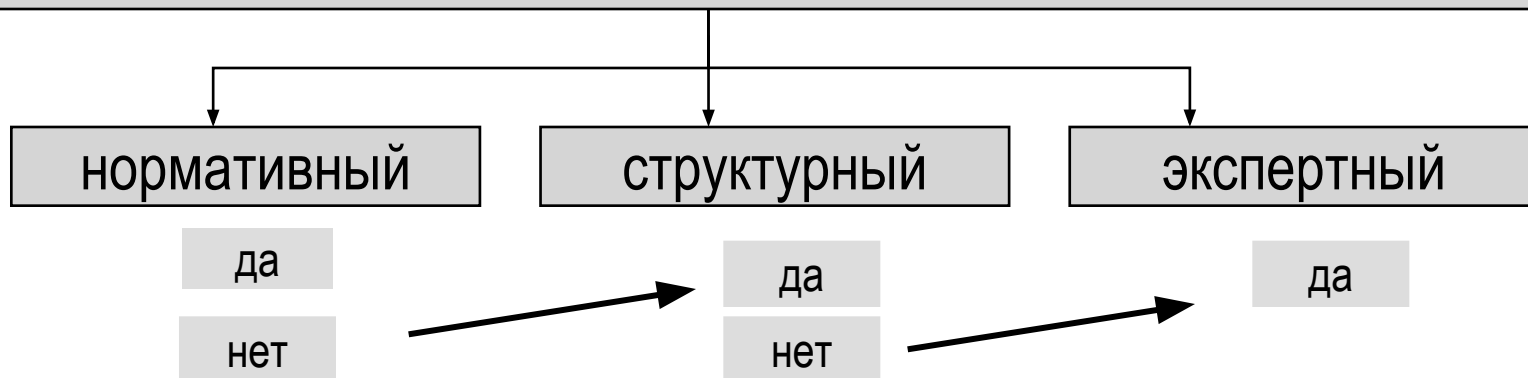 нормативный
структурный
экспертный
да
да
да
нет
нет